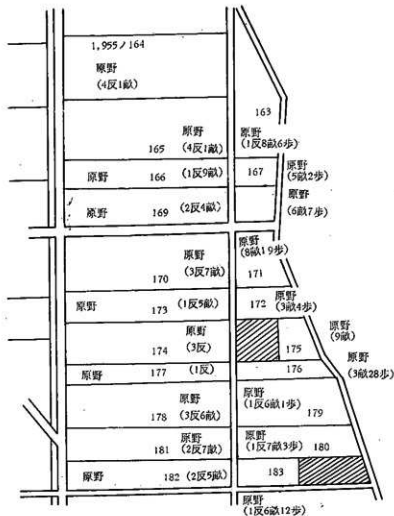 1,955ノ164
原野
(4反1畝)
163
原野
165 (4反1畝)
原野
(1反8畝6歩)
原野 166 (1反9畝)
167
原野
(5畝2歩)
原野 169 (2反4畝)
原野
(6畝7歩)
原野
(3反7畝)
170
原野
(8畝19歩)
171
原野 173 (1反5畝)
172 原野
(3畝4歩)
原野
174 (3反)
175
原野
(9畝)
原野 177 (1反)
176
原野
(3畝28歩)
原野
178 (3反6畝)
原野
(1反6畝1歩)
179
原野
181 (2反7畝)
原野
(1反7畝3歩) 180
原野 182 (2反5畝)
183
原野
(1反6畝12歩)